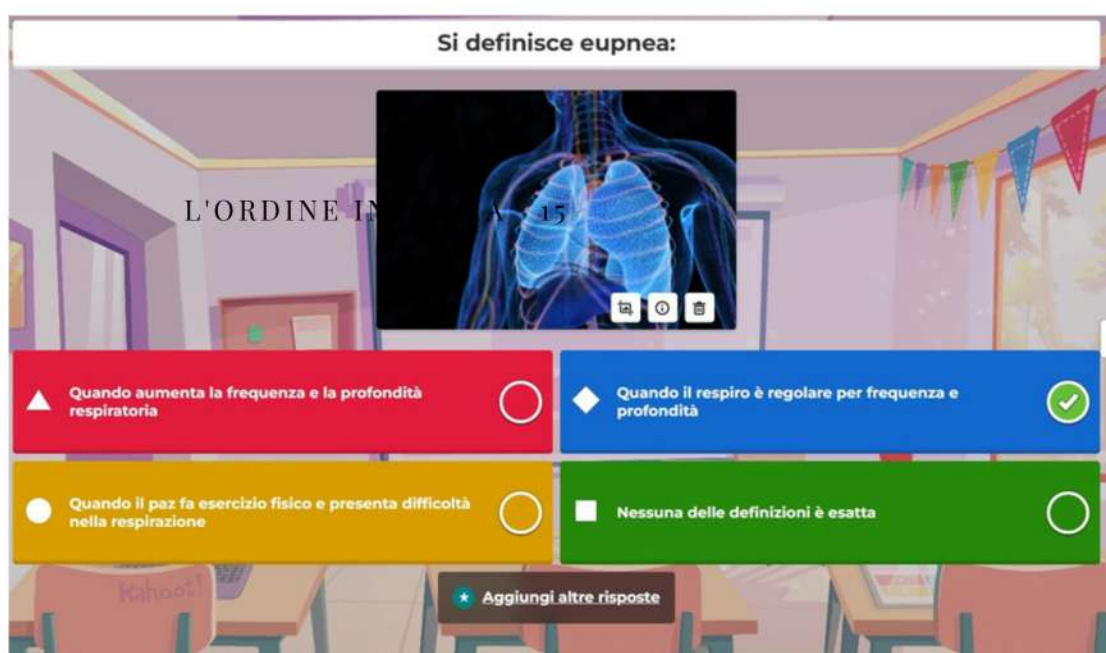 Si definisce eupnea:
L'ORDINE IN A 15
Quando aumenta la frequenza e la profondità
respiratoria
Quando il respiro è regolare per frequenza e
profondità
Quando il paz fa esercizio fisico e presenta difficoltà
nella respirazione
Nessuna delle definizioni è esatta
Kahoot!
Aggiungi altre risposte